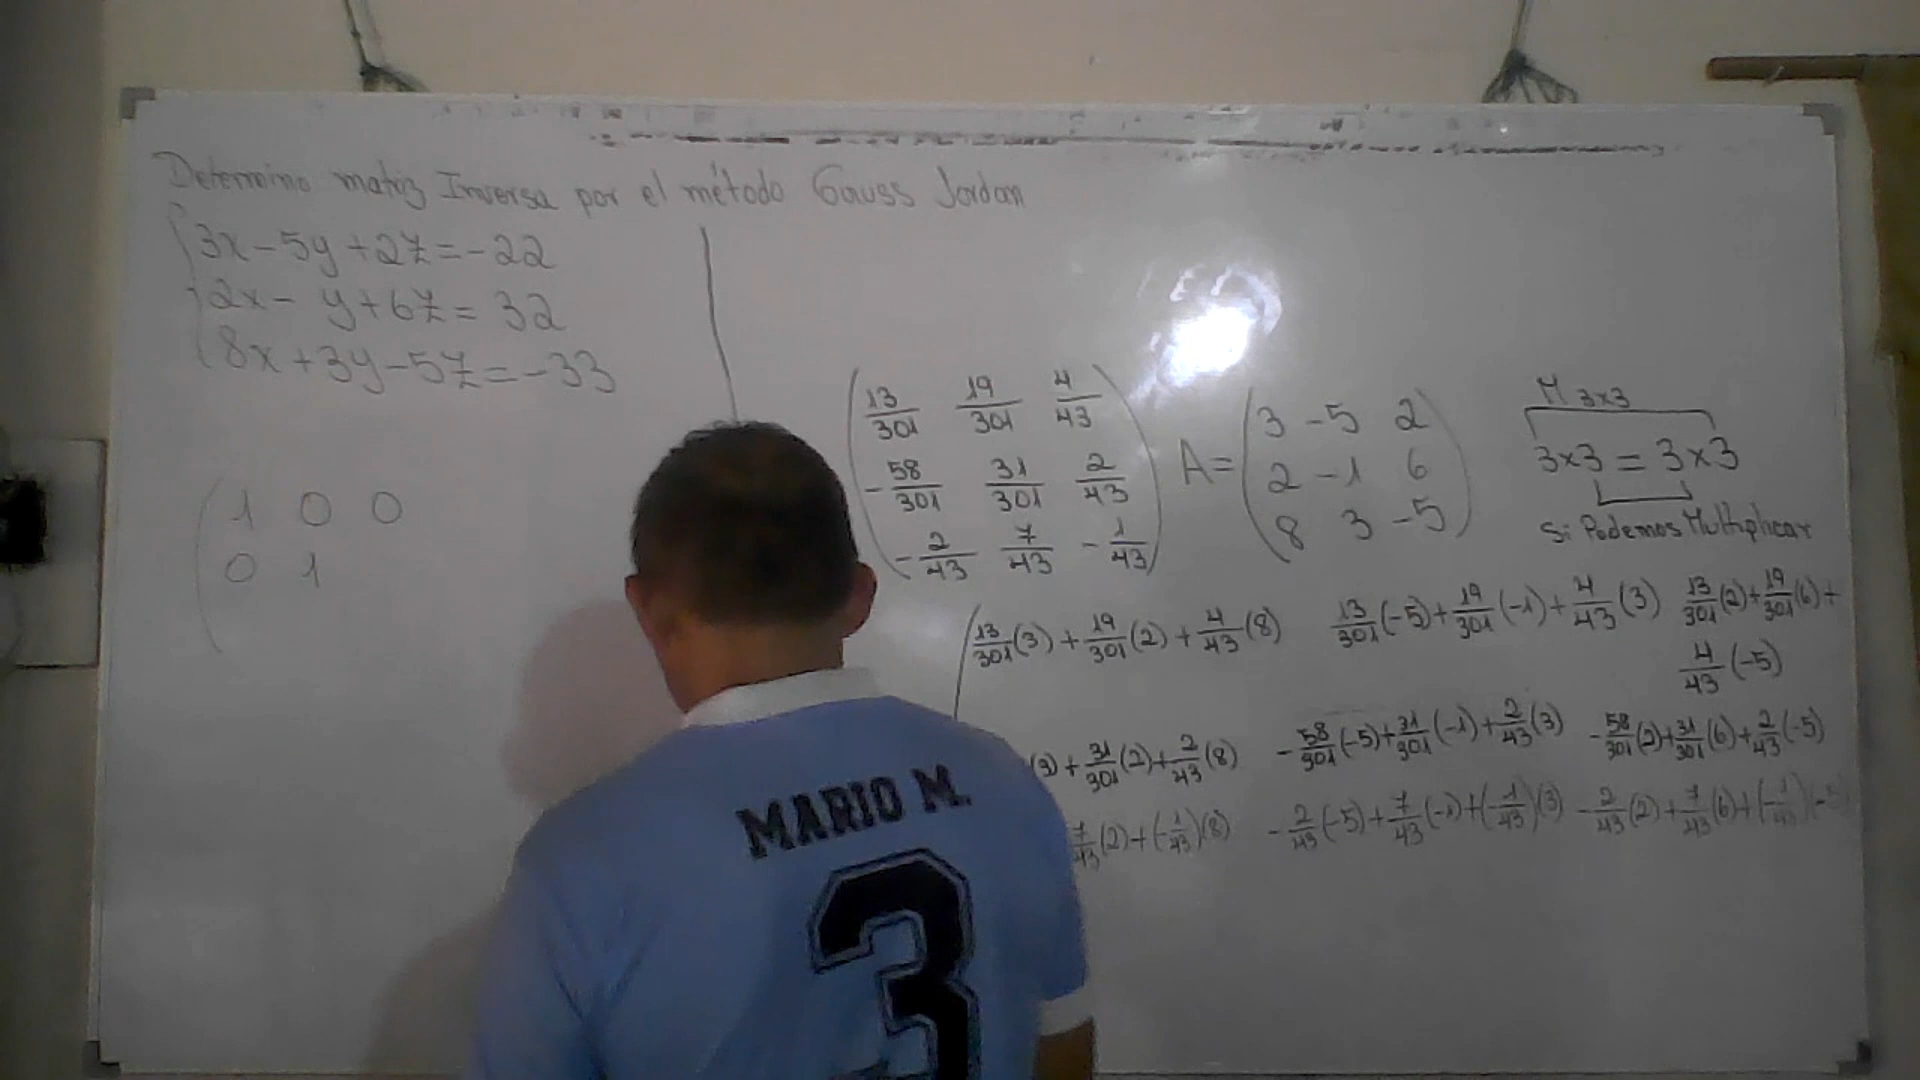 Determino matriz Inversa por el método Gauss Jordan
3x-5y+2z=-22
2x- y+6z= 32
8x+3y-5z=-33
1 0 0
0 1
13/301 19/301 4/43
-58/301 31/301 2/43
-2/43 7/43 -1/43
A=
3 -5 2
2 -1 6
8 3 -5
M 3x3
3x3 = 3x3
Si Podemos Multiplicar
13/301(3)+19/301(2)+4/43(8) 13/301(-5)+19/301(-1)+4/43(3) 13/301(2)+19/301(6)+
4/43(-5)
(3)+31/301(2)+2/43(8) -58/301(-5)+31/301(-1)+2/43(3) -58/301(2)+31/301(6)+2/43(-5)
7/43(2)+(-1/43)(8) -2/43(-5)+7/43(-1)+(-1/43)(3) -2/43(2)+7/43(6)+(-1/43)(-5)
MARIO M.
3